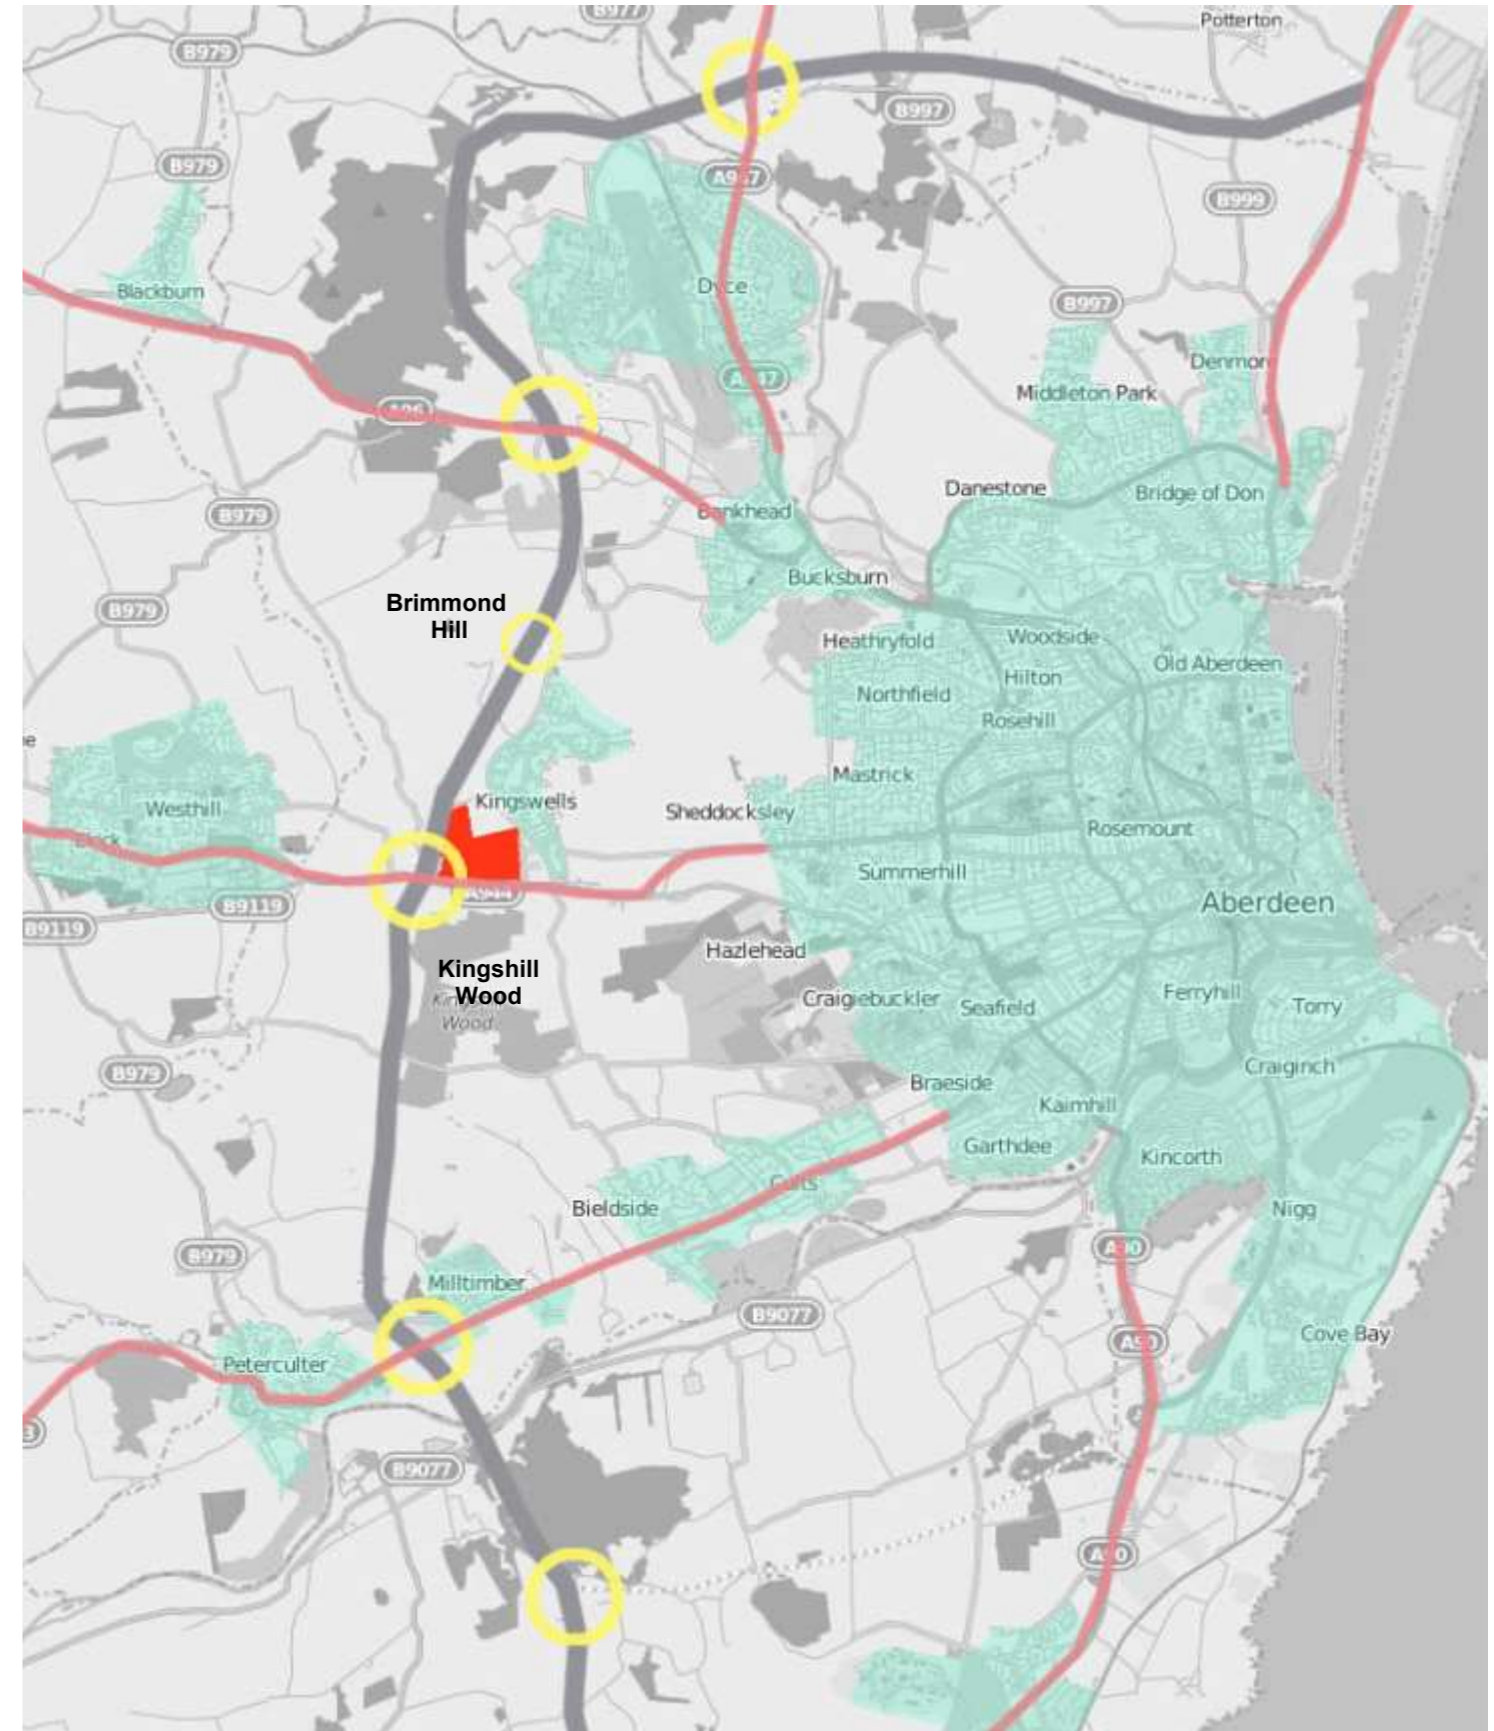 B977
Potterton
B979
B997
B979
A947
B999
Blackburn
Dyce
B997
Denmore
A947
Middleton Park
A96
Danestone
Bridge of Don
B979
Bankhead
Bucksburn
Brimmond
Hill
B979
Heathryfold
Woodside
Old Aberdeen
Hilton
Northfield
Rosehill
Mastrick
Kingswells
Westhill
Sheddocksley
Rosemount
Summerhill
A944
B9119
Aberdeen
B9119
Hazlehead
Kingshill
Wood
Craigiebuckler
Seafield
Ferryhill
Torry
Wood
Craiginch
B979
Braeside
Kaimhill
Garthdee
Kincorth
Cults
Bieldside
Nigg
B979
A90
Milltimber
B9077
Cove Bay
A90
Peterculter
B9077
A90